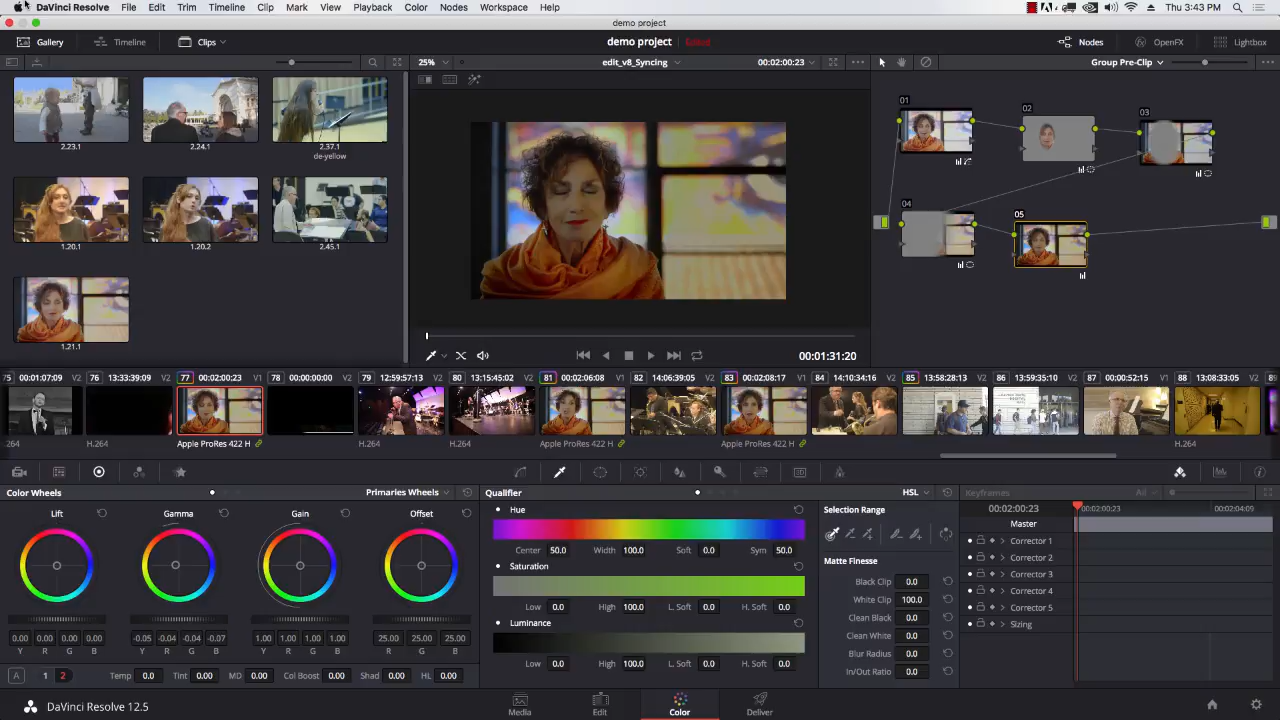 DaVinci Resolve File Edit Trim Timeline Clip Mark View Playback Color Nodes Workspace Help Thu 3:43 PM
demo project
Gallery Timeline Clips demo project Edited Nodes OpenFX Lightbox
25% edit_v8_Syncing 00:02:00:23 Group Pre-Clip
01 02 03
2.23.1 2.24.1 2.37.1
de-yellow
04 05
1.20.1 1.20.2 2.45.1
1.21.1
00:01:31:20
75 00:01:07:09 V2 76 13:33:39:09 V2 77 00:02:00:23 V1 78 00:00:00:00 V2 79 12:59:57:13 V2 80 13:15:45:02 V2 81 00:02:06:08 V1 82 14:06:39:05 V2 83 00:02:08:17 V1 84 14:10:34:16 V2 85 13:58:28:13 V2 86 13:59:35:10 V2 87 00:00:52:15 V1 88 13:08:33:05 V2
.264 H.264 Apple ProRes 422 H H.264 H.264 Apple ProRes 422 H Apple ProRes 422 H H.264
Color Wheels Primaries Wheels Qualifier HSL Keyframes All
Lift Gamma Gain Offset
Hue
Center 50.0 Width 100.0 Soft 0.0 Sym 50.0
Saturation
Low 0.0 High 100.0 L. Soft 0.0 H. Soft 0.0
Luminance
Low 0.0 High 100.0 L. Soft 0.0 H. Soft 0.0
0.00 0.00 0.00 0.00 -0.05 -0.04 -0.04 -0.07 1.00 1.00 1.00 1.00 25.00 25.00 25.00
Y R G B Y R G B Y R G B R G B
A 1 2 Temp 0.0 Tint 0.00 MD 0.00 Col Boost 0.00 Shad 0.00 HL 0.00
Selection Range
Matte Finesse
Black Clip 0.0
White Clip 100.0
Clean Black 0.0
Clean White 0.0
Blur Radius 0.0
In/Out Ratio 0.0
00:02:00:23 00:02:00:23 00:02:04:09
Master
Corrector 1
Corrector 2
Corrector 3
Corrector 4
Corrector 5
Sizing
DaVinci Resolve 12.5 Media Edit Color Deliver